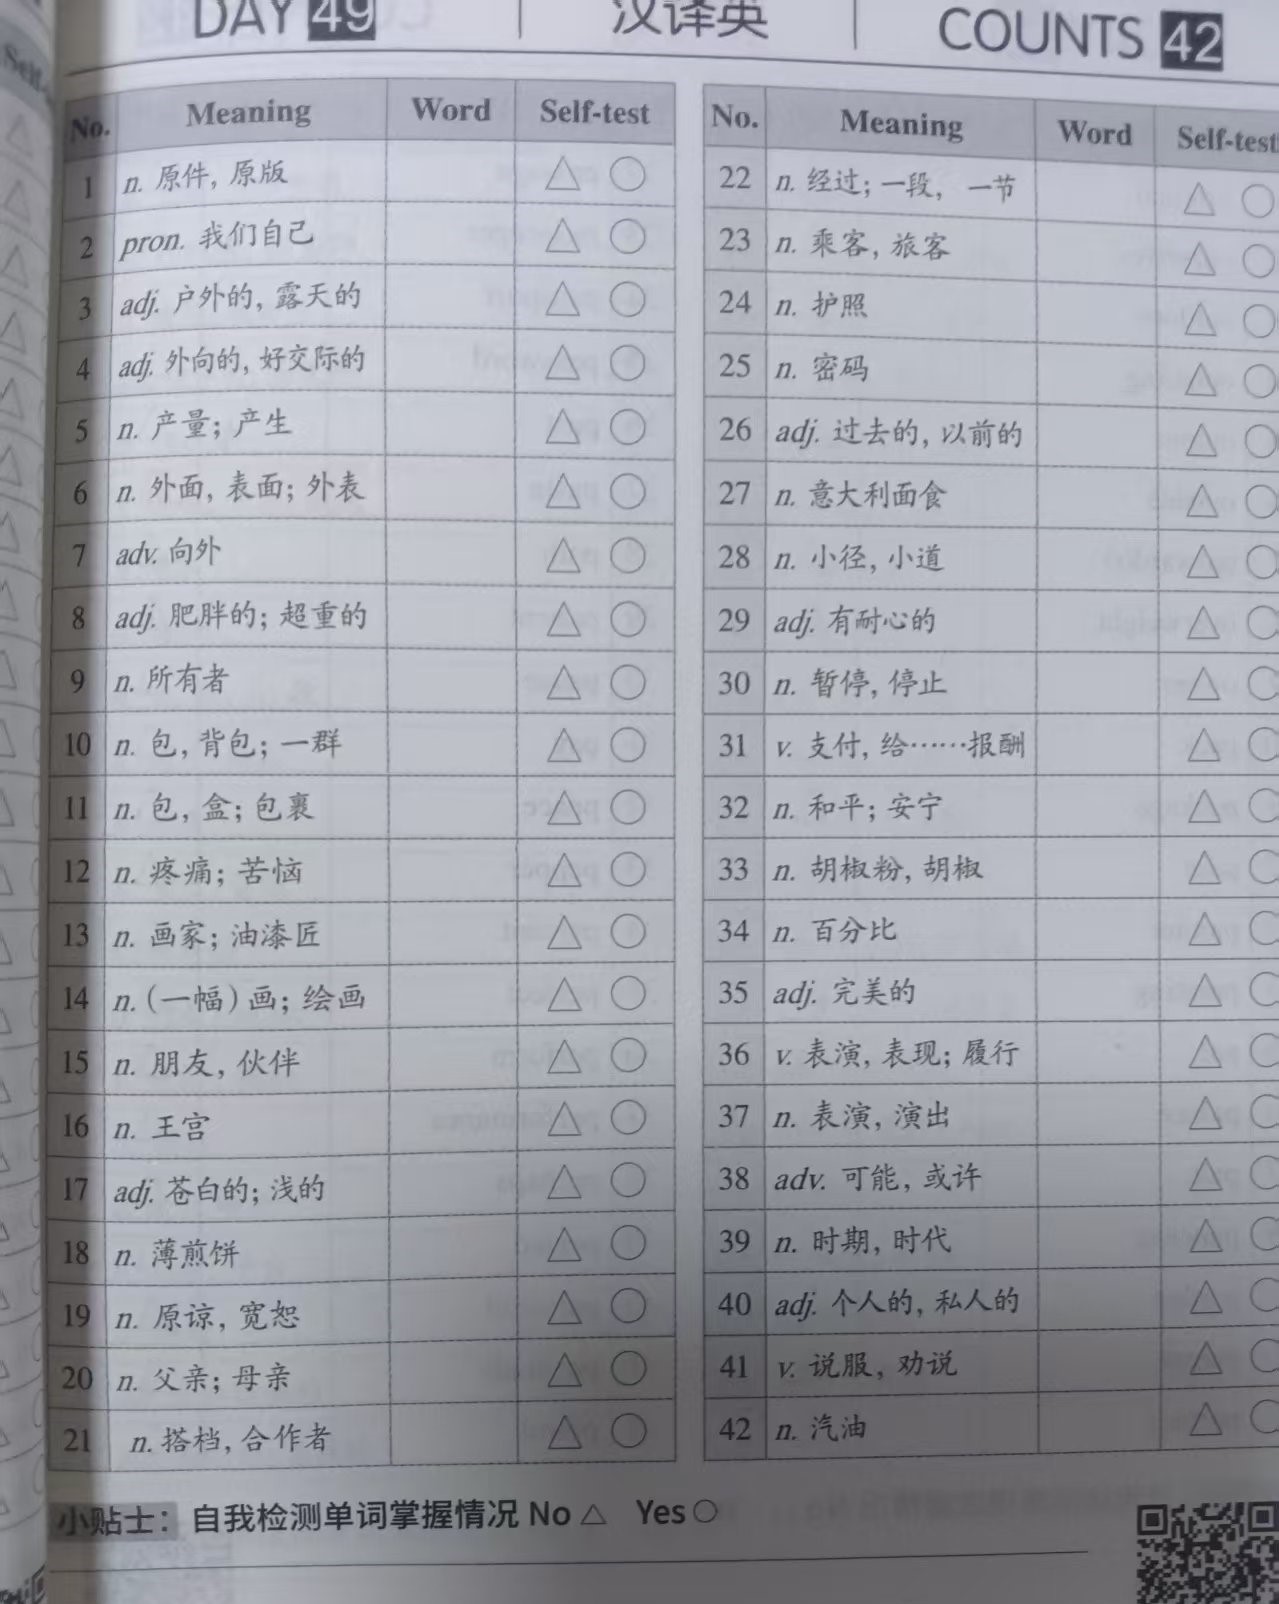 DAY 49
汉译英
COUNTS 42
No. Meaning Word Self-test
1 n. 原件, 原版 △ ○
2 pron. 我们自己 △ ○
3 adj. 户外的, 露天的 △ ○
4 adj. 外向的, 好交际的 △ ○
5 n. 产量; 产生 △ ○
6 n. 外面, 表面; 外表 △ ○
7 adv. 向外 △ ○
8 adj. 肥胖的; 超重的 △ ○
9 n. 所有者 △ ○
10 n. 包, 背包; 一群 △ ○
11 n. 包, 盒; 包裹 △ ○
12 n. 疼痛; 苦恼 △ ○
13 n. 画家; 油漆匠 △ ○
14 n. (一幅) 画; 绘画 △ ○
15 n. 朋友, 伙伴 △ ○
16 n. 王宫 △ ○
17 adj. 苍白的; 浅的 △ ○
18 n. 薄煎饼 △ ○
19 n. 原谅, 宽恕 △ ○
20 n. 父亲; 母亲 △ ○
21 n. 搭档, 合作者 △ ○
No. Meaning Word Self-test
22 n. 经过; 一段, 一节 △ ○
23 n. 乘客, 旅客 △ ○
24 n. 护照 △ ○
25 n. 密码 △ ○
26 adj. 过去的, 以前的 △ ○
27 n. 意大利面食 △ ○
28 n. 小径, 小道 △ ○
29 adj. 有耐心的 △ ○
30 n. 暂停, 停止 △ ○
31 v. 支付, 给……报酬 △ ○
32 n. 和平; 安宁 △ ○
33 n. 胡椒粉, 胡椒 △ ○
34 n. 百分比 △ ○
35 adj. 完美的 △ ○
36 v. 表演, 表现; 履行 △ ○
37 n. 表演, 演出 △ ○
38 adv. 可能, 或许 △ ○
39 n. 时期, 时代 △ ○
40 adj. 个人的, 私人的 △ ○
41 v. 说服, 劝说 △ ○
42 n. 汽油 △ ○
小贴士: 自我检测单词掌握情况 No △ Yes ○